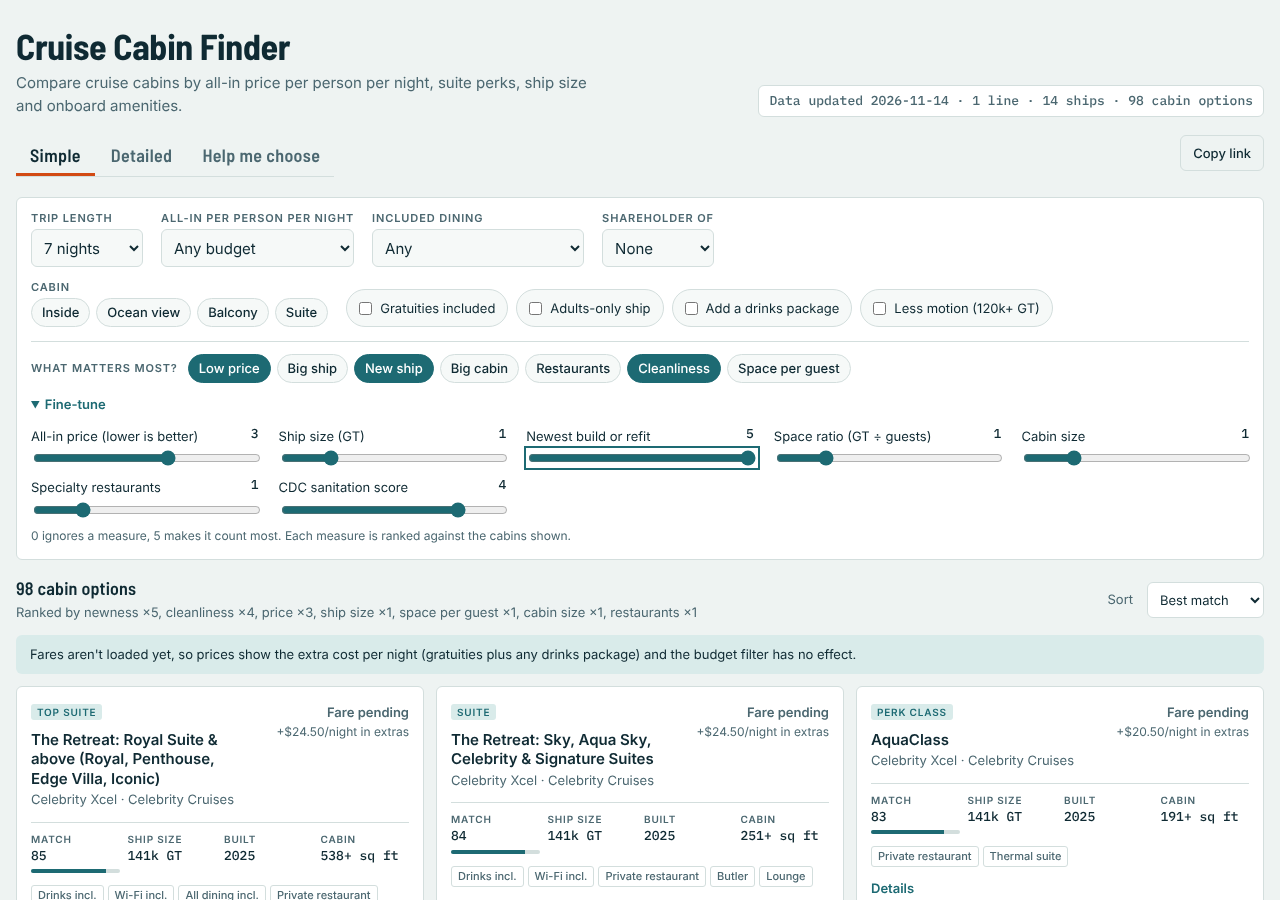 Cruise Cabin Finder
Compare cruise cabins by all-in price per person per night, suite perks, ship size
and onboard amenities.
Data updated 2026-11-14 · 1 line · 14 ships · 98 cabin options
Simple
Detailed
Help me choose
Copy link
TRIP LENGTH
ALL-IN PER PERSON PER NIGHT
INCLUDED DINING
SHAREHOLDER OF
7 nights
Any budget
Any
None
CABIN
Inside
Ocean view
Balcony
Suite
Gratuities included
Adults-only ship
Add a drinks package
Less motion (120k+ GT)
WHAT MATTERS MOST?
Low price
Big ship
New ship
Big cabin
Restaurants
Cleanliness
Space per guest
▼ Fine-tune
All-in price (lower is better) 3
Ship size (GT) 1
Newest build or refit 5
Space ratio (GT ÷ guests) 1
Cabin size 1
Specialty restaurants 1
CDC sanitation score 4
0 ignores a measure, 5 makes it count most. Each measure is ranked against the cabins shown.
98 cabin options
Ranked by newness ×5, cleanliness ×4, price ×3, ship size ×1, space per guest ×1, cabin size ×1, restaurants ×1
Sort
Best match
Fares aren't loaded yet, so prices show the extra cost per night (gratuities plus any drinks package) and the budget filter has no effect.
TOP SUITE
Fare pending
+$24.50/night in extras
The Retreat: Royal Suite &
above (Royal, Penthouse,
Edge Villa, Iconic)
Celebrity Xcel · Celebrity Cruises
MATCH
SHIP SIZE
BUILT
CABIN
85
141k GT
2025
538+ sq ft
Drinks incl.
Wi-Fi incl.
All dining incl.
Private restaurant
SUITE
Fare pending
+$24.50/night in extras
The Retreat: Sky, Aqua Sky,
Celebrity & Signature Suites
Celebrity Xcel · Celebrity Cruises
MATCH
SHIP SIZE
BUILT
CABIN
84
141k GT
2025
251+ sq ft
Drinks incl.
Wi-Fi incl.
Private restaurant
Butler
Lounge
PERK CLASS
Fare pending
+$20.50/night in extras
AquaClass
Celebrity Xcel · Celebrity Cruises
MATCH
SHIP SIZE
BUILT
CABIN
83
141k GT
2025
191+ sq ft
Private restaurant
Thermal suite
Details